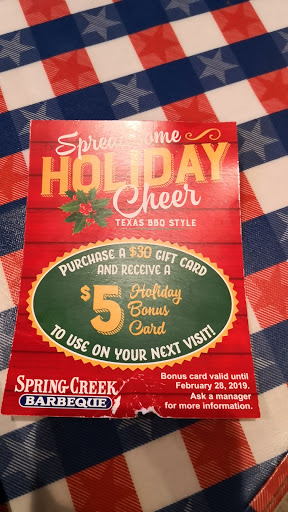 Spread Some
HOLIDAY
Cheer
TEXAS BBQ STYLE
PURCHASE A $30 GIFT CARD
AND RECEIVE A
$5 Holiday
Bonus
Card
TO USE ON YOUR NEXT VISIT!
SPRING CREEK
BARBEQUE
Bonus card valid until
February 28, 2019.
Ask a manager
for more information.